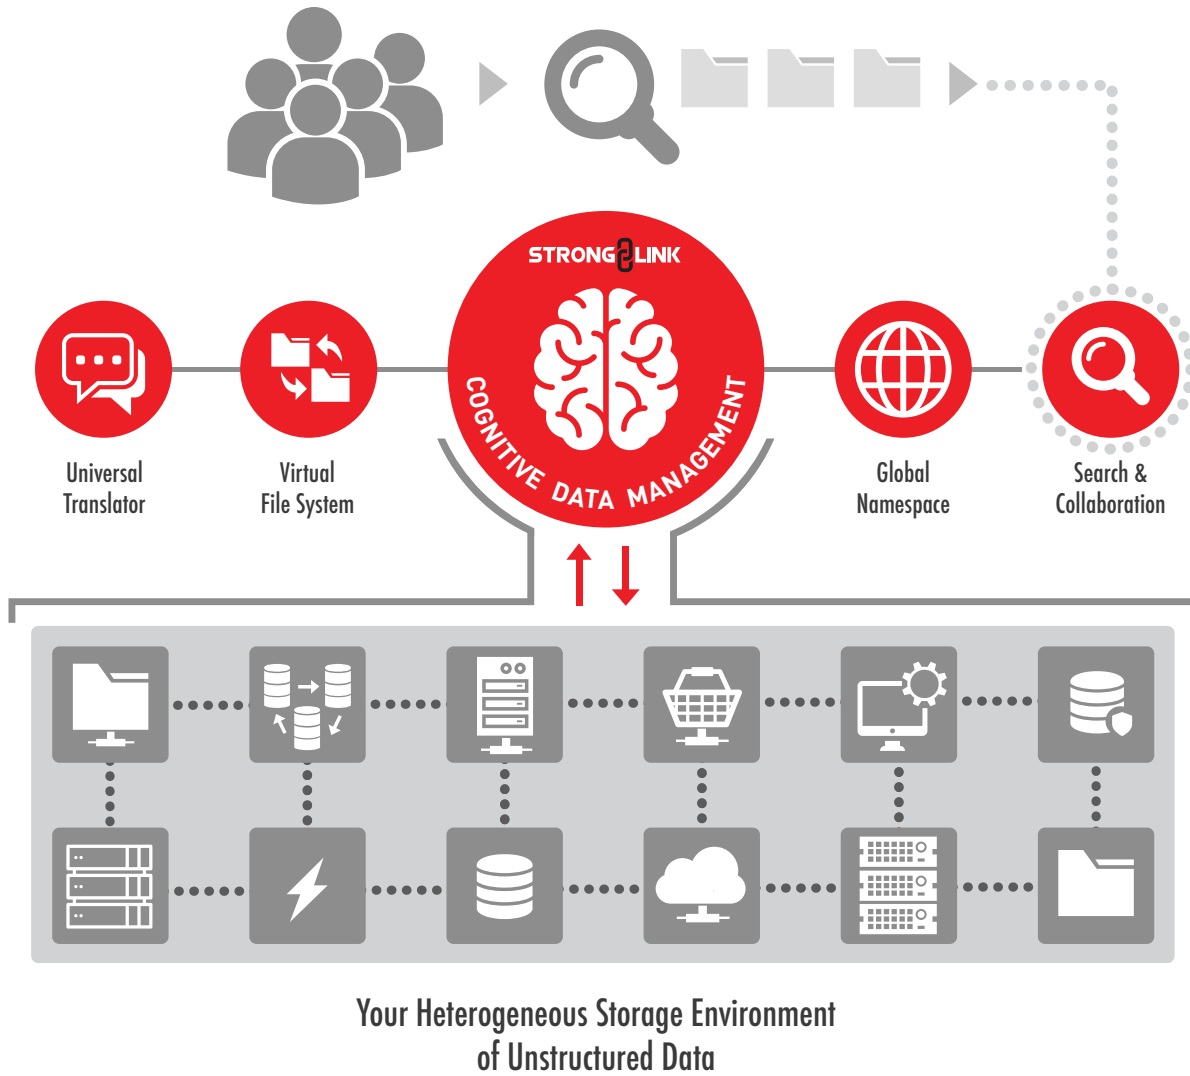 STRONG LINK
COGNITIVE DATA MANAGEMENT
Universal
Translator
Virtual
File System
Global
Namespace
Search &
Collaboration
Your Heterogeneous Storage Environment
of Unstructured Data